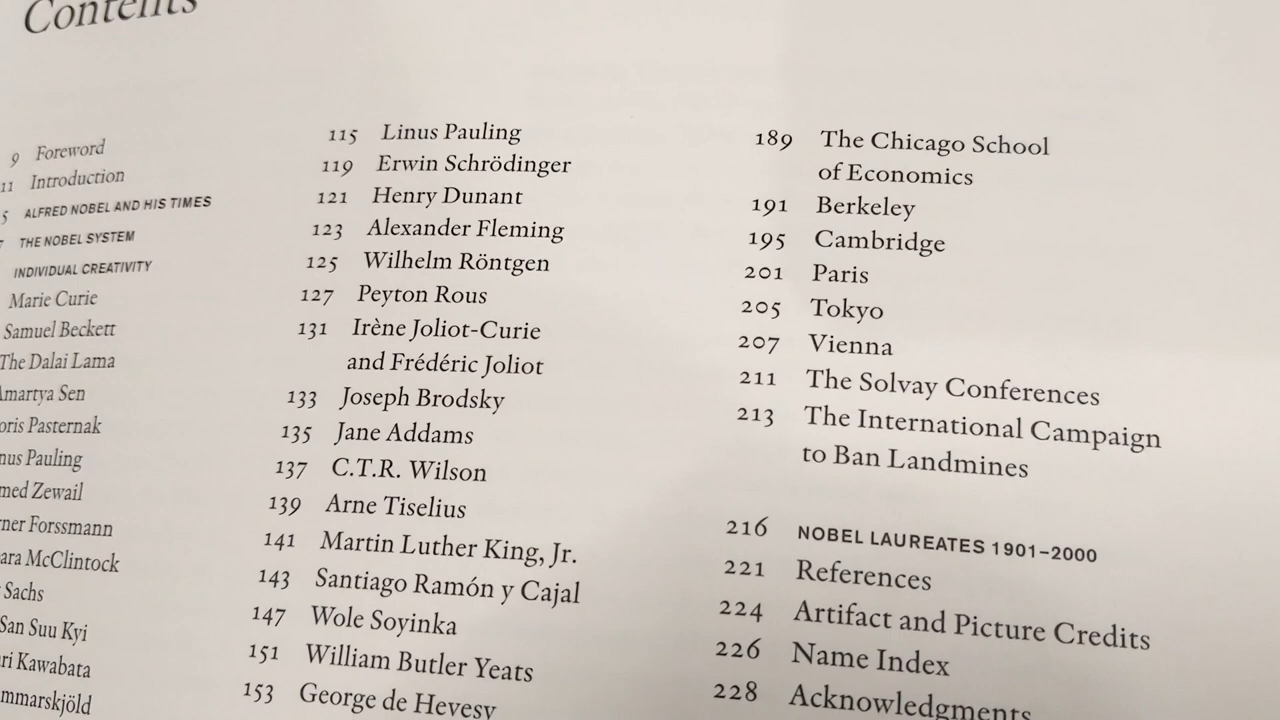 Contents
9 Foreword
11 Introduction
5 ALFRED NOBEL AND HIS TIMES
7 THE NOBEL SYSTEM
INDIVIDUAL CREATIVITY
Marie Curie
Samuel Beckett
The Dalai Lama
Amartya Sen
oris Pasternak
nus Pauling
med Zewail
rner Forssmann
ara McClintock
Sachs
San Suu Kyi
ri Kawabata
mmarskjöld
115 Linus Pauling
119 Erwin Schrödinger
121 Henry Dunant
123 Alexander Fleming
125 Wilhelm Röntgen
127 Peyton Rous
131 Irène Joliot-Curie
and Frédéric Joliot
133 Joseph Brodsky
135 Jane Addams
137 C.T.R. Wilson
139 Arne Tiselius
141 Martin Luther King, Jr.
143 Santiago Ramón y Cajal
147 Wole Soyinka
151 William Butler Yeats
153 George de Hevesy
189 The Chicago School
of Economics
191 Berkeley
195 Cambridge
201 Paris
205 Tokyo
207 Vienna
211 The Solvay Conferences
213 The International Campaign
to Ban Landmines
216 NOBEL LAUREATES 1901–2000
221 References
224 Artifact and Picture Credits
226 Name Index
228 Acknowledgments